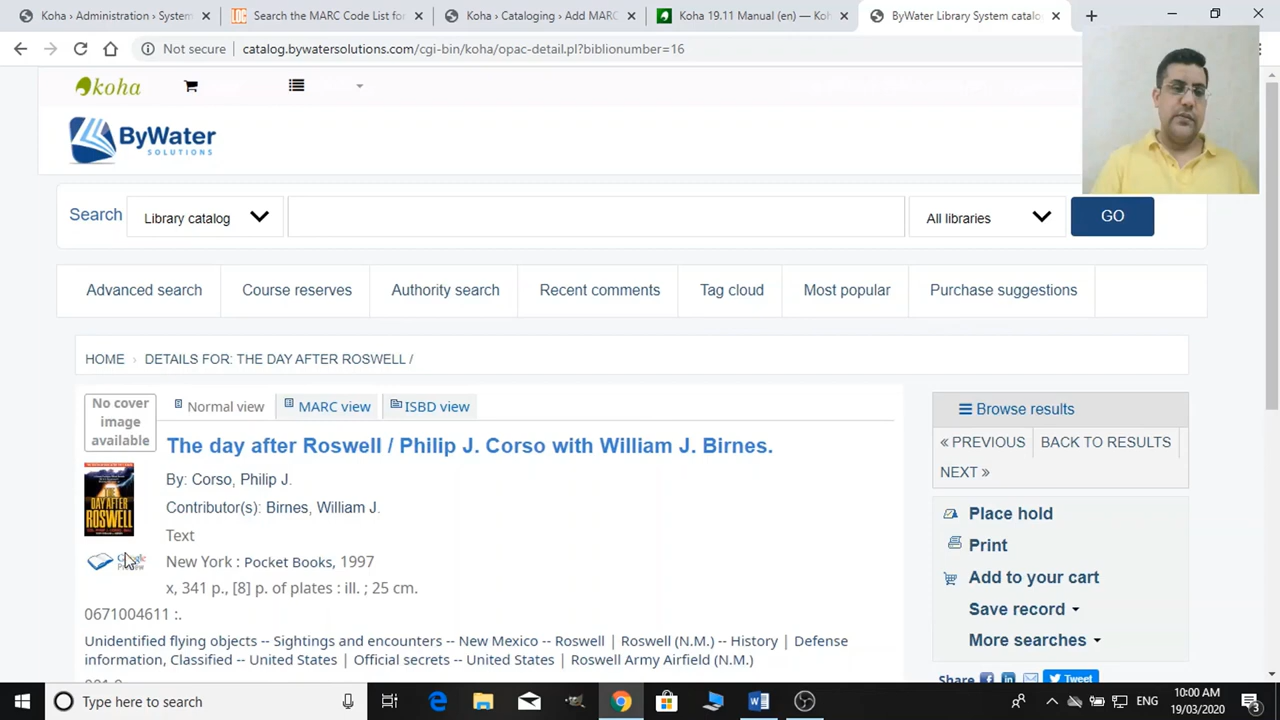 Koha › Administration › System
Search the MARC Code List for
Koha › Cataloging › Add MARC
Koha 19.11 Manual (en) — Koh
ByWater Library System catalo
Not secure
catalog.bywatersolutions.com/cgi-bin/koha/opac-detail.pl?biblionumber=16
koha
ByWater
SOLUTIONS
Search
Library catalog
All libraries
GO
Advanced search
Course reserves
Authority search
Recent comments
Tag cloud
Most popular
Purchase suggestions
HOME › DETAILS FOR: THE DAY AFTER ROSWELL /
No cover
image
available
Normal view
MARC view
ISBD view
Browse results
The day after Roswell / Philip J. Corso with William J. Birnes.
« PREVIOUS
BACK TO RESULTS
NEXT »
By: Corso, Philip J.
THE
DAY AFTER
ROSWELL
Contributor(s): Birnes, William J.
Place hold
Text
Print
New York : Pocket Books, 1997
Add to your cart
x, 341 p., [8] p. of plates : ill. ; 25 cm.
Save record
0671004611 :.
More searches
Unidentified flying objects -- Sightings and encounters -- New Mexico -- Roswell | Roswell (N.M.) -- History | Defense
information, Classified -- United States | Official secrets -- United States | Roswell Army Airfield (N.M.)
Share
Tweet
Type here to search
ENG
10:00 AM
19/03/2020
3